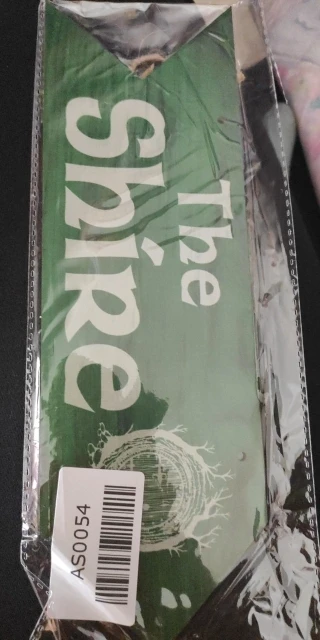 The
Shire
AS0054